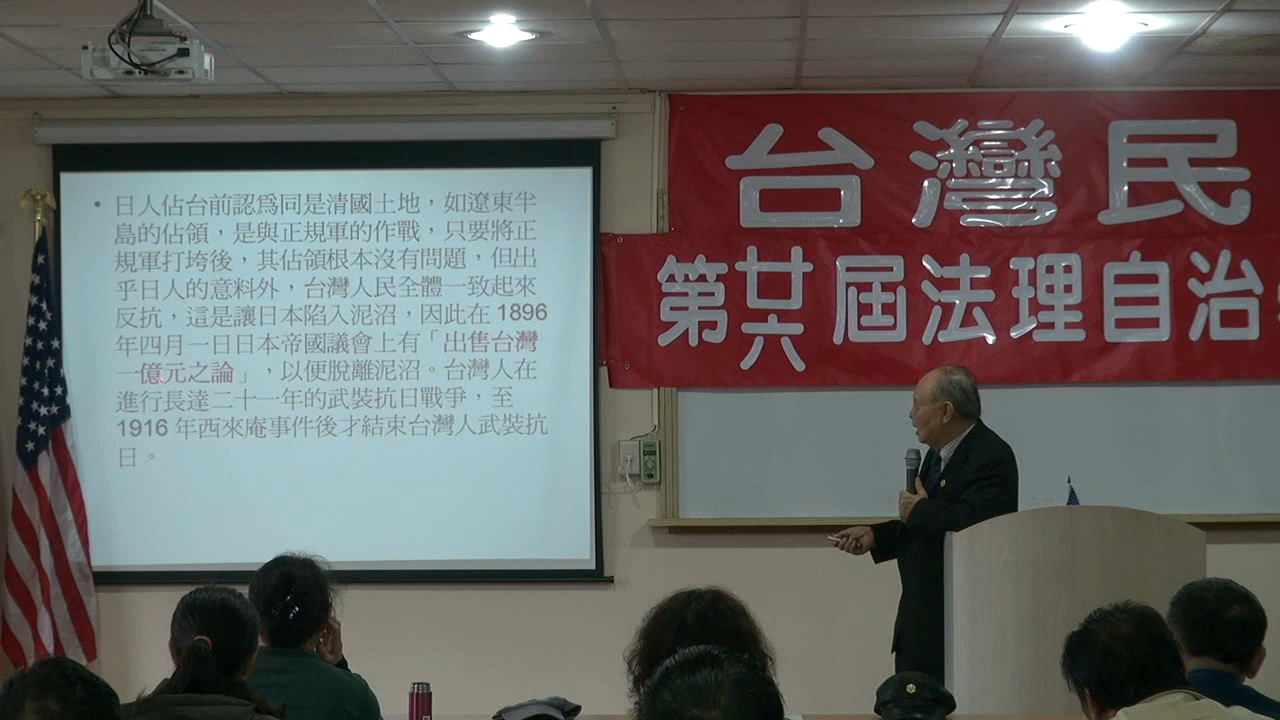 台灣民
第廿六屆法理自治
• 日人佔台前認爲同是清國土地，如遼東半
島的佔領，是與正規軍的作戰，只要將正
規軍打垮後，其佔領根本沒有問題，但出
乎日人的意料外，台灣人民全體一致起來
反抗，這是讓日本陷入泥沼，因此在 1896
年四月一日日本帝國議會上有「出售台灣
一億元之論」，以便脫離泥沼。台灣人在
進行長達二十一年的武裝抗日戰爭，至
1916 年西來庵事件後才結束台灣人武裝抗
日。